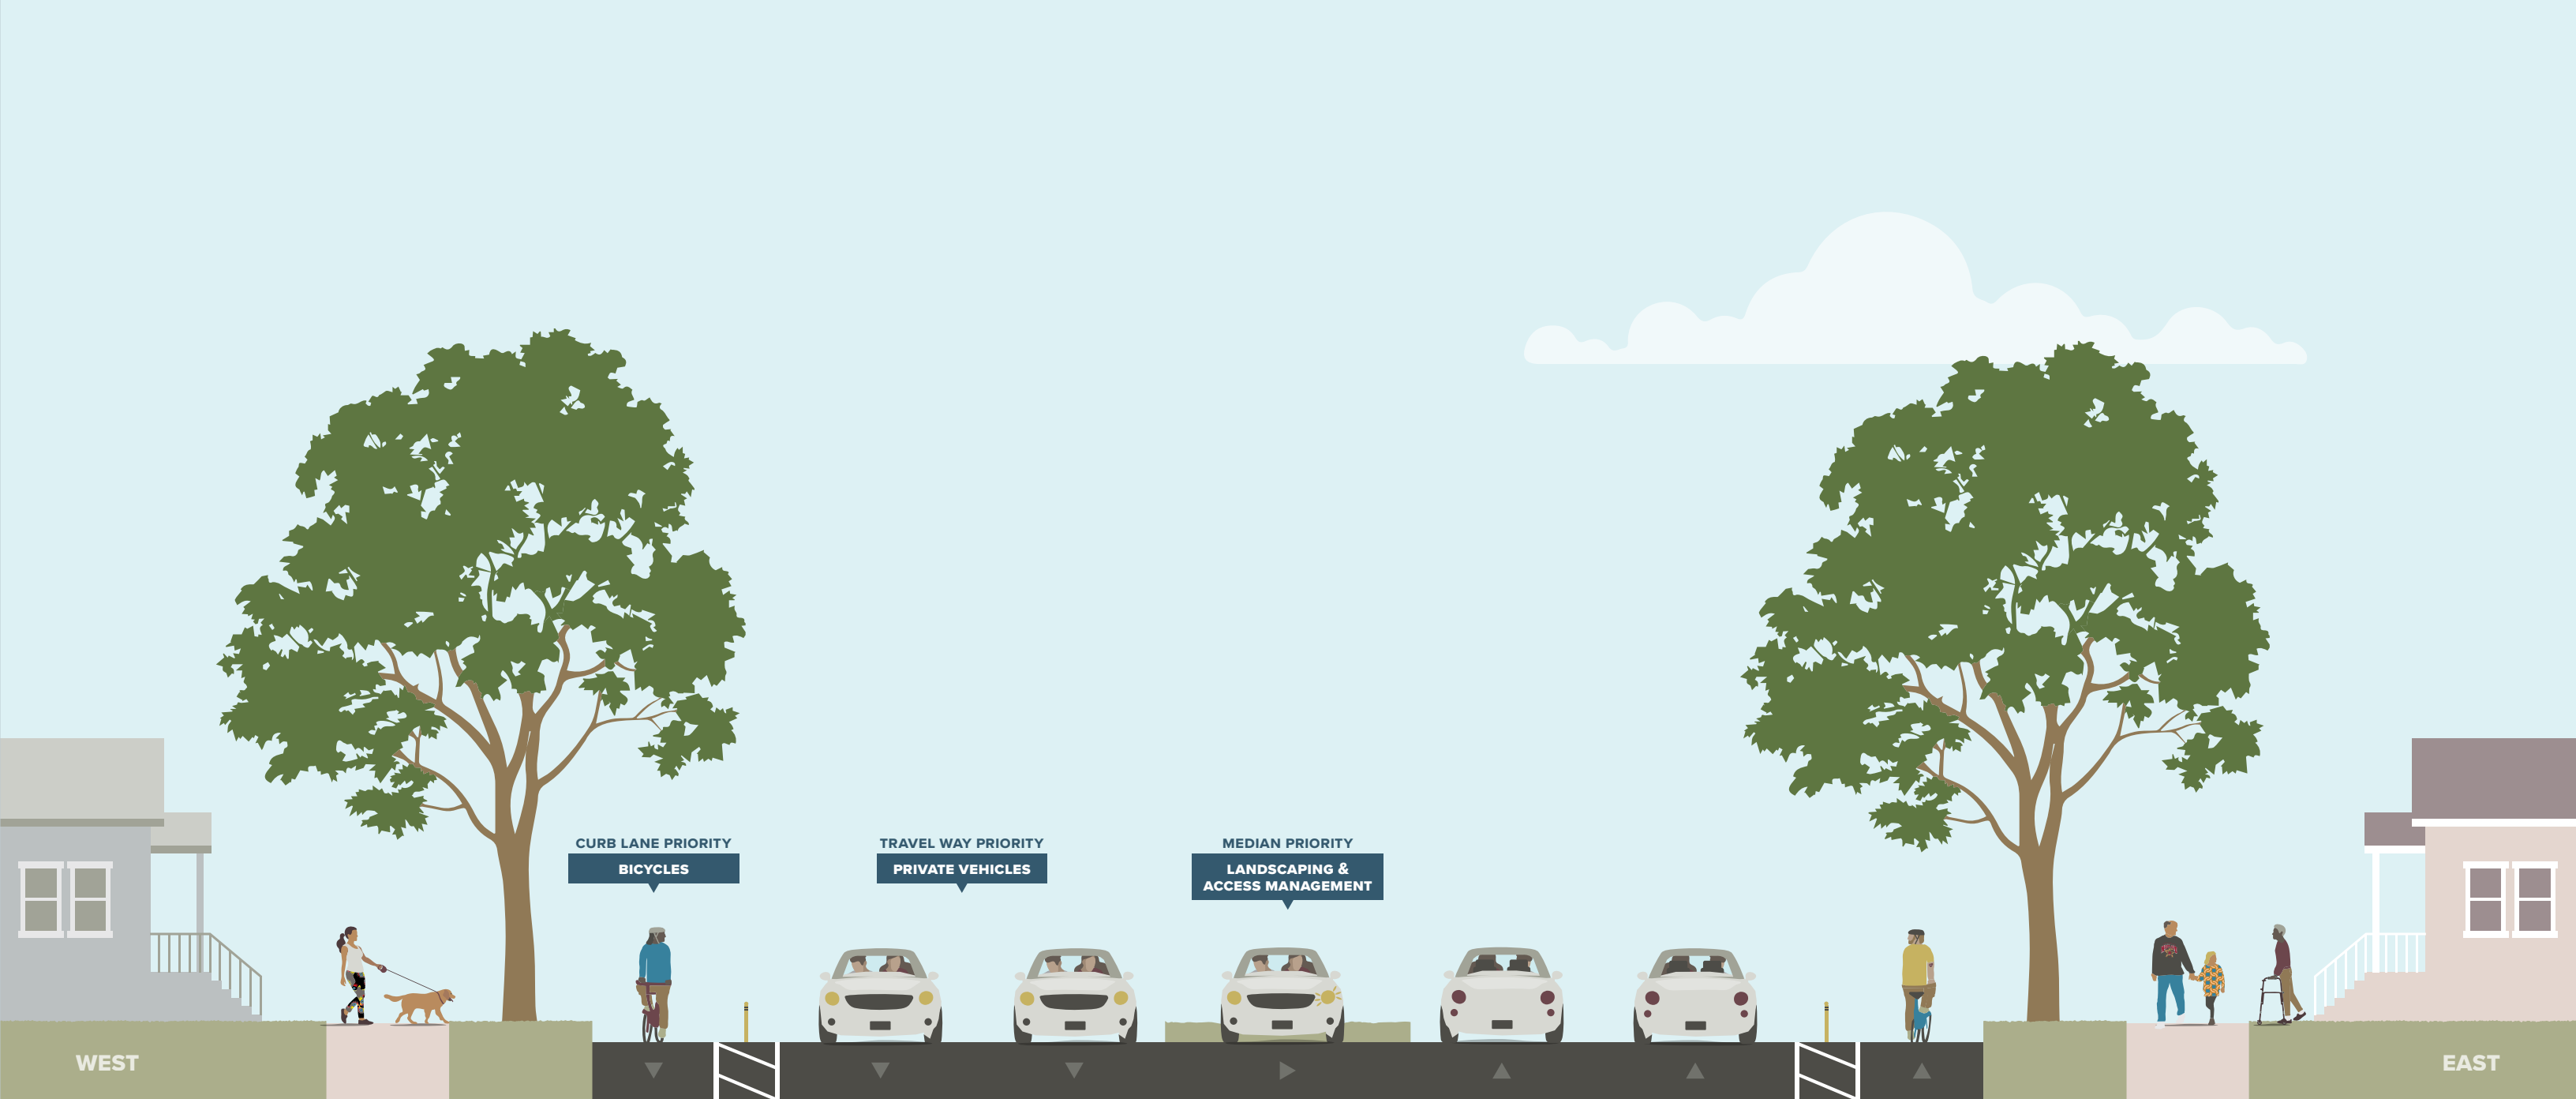 CURB LANE PRIORITY
BICYCLES
TRAVEL WAY PRIORITY
PRIVATE VEHICLES
MEDIAN PRIORITY
LANDSCAPING &
ACCESS MANAGEMENT
WEST
EAST